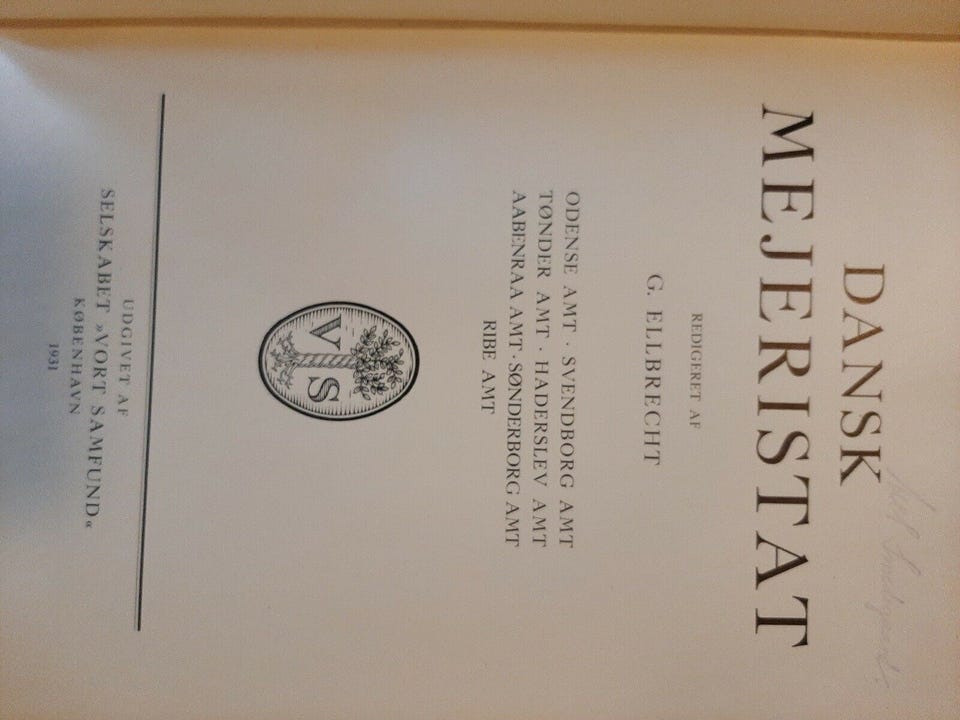 DANSK
MEJERISTAT
REDIGERET AF
G. ELLBRECHT
ODENSE AMT · SVENDBORG AMT
TØNDER AMT · HADERSLEV AMT
AABENRAA AMT · SØNDERBORG AMT
RIBE AMT
V S
UDGIVET AF
SELSKABET »VORT SAMFUND«
KØBENHAVN
1931